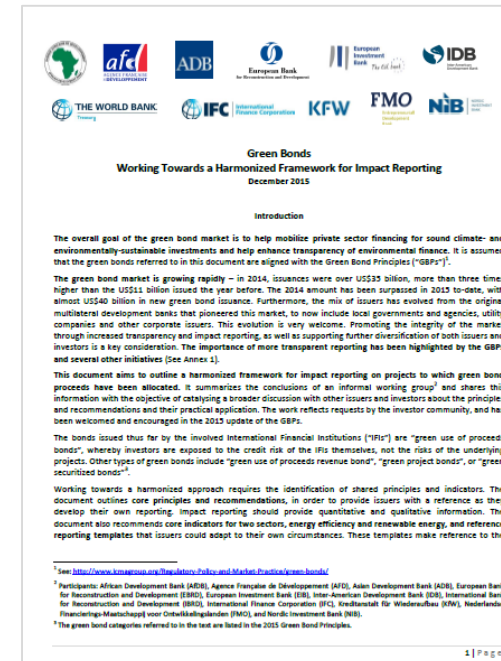 afd
AGENCE FRANÇAISE
DE DÉVELOPPEMENT
ADB
European Bank
for Reconstruction and Development
European
Investment
Bank
The EU bank
IDB
Inter-American
Development Bank
THE WORLD BANK
Treasury
IFC
International
Finance Corporation
KFW
FMO
Entrepreneurial
Development
Bank
NIB
Green Bonds
Working Towards a Harmonized Framework for Impact Reporting
December 2015
Introduction
The overall goal of the green bond market is to help mobilize private sector financing for sound climate- and
environmentally-sustainable investments and help enhance transparency of environmental finance. It is assumed
that the green bonds referred to in this document are aligned with the Green Bond Principles ("GBPs")1.
The green bond market is growing rapidly – in 2014, issuances were over US$35 billion, more than three time
higher than the US$11 billion issued the year before. The 2014 amount has been surpassed in 2015 to-date, with
almost US$40 billion in new green bond issuance. Furthermore, the mix of issuers has evolved from the origina
multilateral development banks that pioneered this market, to now include local governments and agencies, utility
companies and other corporate issuers. This evolution is very welcome. Promoting the integrity of the marke
through increased transparency and impact reporting, as well as supporting further diversification of both issuers and
investors is a key consideration. The importance of more transparent reporting has been highlighted by the GBP
and several other initiatives (See Annex 1).
This document aims to outline a harmonized framework for impact reporting on projects to which green bond
proceeds have been allocated. It summarizes the conclusions of an informal working group2 and shares this
information with the objective of catalysing a broader discussion with other issuers and investors about the principle
and recommendations and their practical application. The work reflects requests by the investor community, and ha
been welcomed and encouraged in the 2015 update of the GBPs.
The bonds issued thus far by the involved International Financial Institutions ("IFIs") are "green use of proceed
bonds", whereby investors are exposed to the credit risk of the IFIs themselves, not the risks of the underlying
projects. Other types of green bonds include "green use of proceeds revenue bond", "green project bonds", or "green
securitized bonds"3.
Working towards a harmonized approach requires the identification of shared principles and indicators. The
document outlines core principles and recommendations, in order to provide issuers with a reference as the
develop their own reporting. Impact reporting should provide quantitative and qualitative information. The
document also recommends core indicators for two sectors, energy efficiency and renewable energy, and reference
reporting templates that issuers could adapt to their own circumstances. These templates make reference to the
1 See: http://www.icmagroup.org/Regulatory-Policy-and-Market-Practice/green-bonds/
2 Participants: African Development Bank (AfDB), Agence Française de Développement (AFD), Asian Development Bank (ADB), European Bank
for Reconstruction and Development (EBRD), European Investment Bank (EIB), Inter-American Development Bank (IDB), International Bank
for Reconstruction and Development (IBRD), International Finance Corporation (IFC), Kreditanstalt für Wiederaufbau (KfW), Nederlandse
Financierings-Maatschappij voor Ontwikkelingslanden (FMO), and Nordic Investment Bank (NIB).
3 The green bond categories referred to in the text are listed in the 2015 Green Bond Principles.
1 | Page